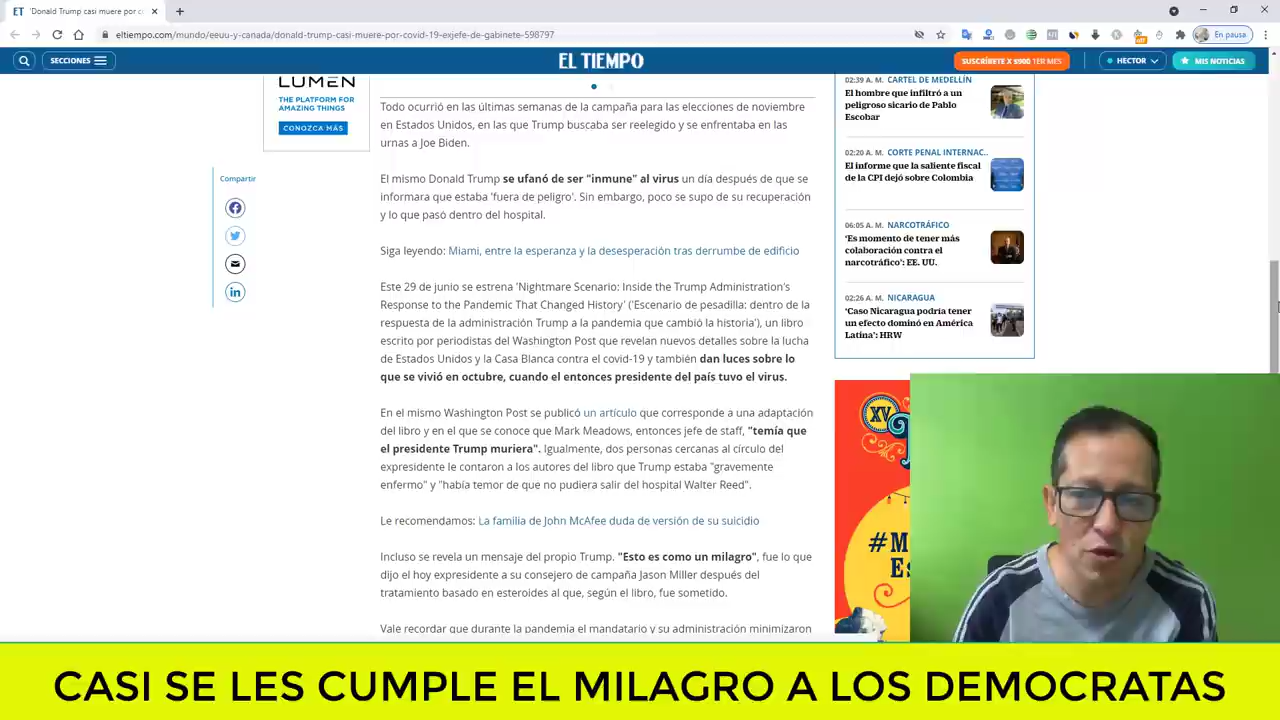 ET 'Donald Trump casi muere por c
En pausa
eltiempo.com/mundo/eeuu-y-canada/donald-trump-casi-muere-por-covid-19-exjefe-de-gabinete-598797
SECCIONES
EL TIEMPO
SUSCRÍBETE X $900 1ER MES
HECTOR
MIS NOTICIAS
LUMEN
THE PLATFORM FOR
AMAZING THINGS
CONOZCA MÁS
Compartir
Todo ocurrió en las últimas semanas de la campaña para las elecciones de noviembre
en Estados Unidos, en las que Trump buscaba ser reelegido y se enfrentaba en las
urnas a Joe Biden.
El mismo Donald Trump se ufanó de ser "inmune" al virus un día después de que se
informara que estaba 'fuera de peligro'. Sin embargo, poco se supo de su recuperación
y lo que pasó dentro del hospital.
Siga leyendo: Miami, entre la esperanza y la desesperación tras derrumbe de edificio
Este 29 de junio se estrena 'Nightmare Scenario: Inside the Trump Administration's
Response to the Pandemic That Changed History' ('Escenario de pesadilla: dentro de la
respuesta de la administración Trump a la pandemia que cambió la historia'), un libro
escrito por periodistas del Washington Post que revelan nuevos detalles sobre la lucha
de Estados Unidos y la Casa Blanca contra el covid-19 y también dan luces sobre lo
que se vivió en octubre, cuando el entonces presidente del país tuvo el virus.
En el mismo Washington Post se publicó un artículo que corresponde a una adaptación
del libro y en el que se conoce que Mark Meadows, entonces jefe de staff, "temía que
el presidente Trump muriera". Igualmente, dos personas cercanas al círculo del
expresidente le contaron a los autores del libro que Trump estaba "gravemente
enfermo" y "había temor de que no pudiera salir del hospital Walter Reed".
Le recomendamos: La familia de John McAfee duda de versión de su suicidio
Incluso se revela un mensaje del propio Trump. "Esto es como un milagro", fue lo que
dijo el hoy expresidente a su consejero de campaña Jason MIller después del
tratamiento basado en esteroides al que, según el libro, fue sometido.
Vale recordar que durante la pandemia el mandatario y su administración minimizaron
02:39 A. M. CARTEL DE MEDELLÍN
El hombre que infiltró a un
peligroso sicario de Pablo
Escobar
02:20 A. M. CORTE PENAL INTERNAC..
El informe que la saliente fiscal
de la CPI dejó sobre Colombia
06:05 A. M. NARCOTRÁFICO
'Es momento de tener más
colaboración contra el
narcotráfico': EE. UU.
02:26 A. M. NICARAGUA
'Caso Nicaragua podría tener
un efecto dominó en América
Latina': HRW
XV
CASI SE LES CUMPLE EL MILAGRO A LOS DEMOCRATAS